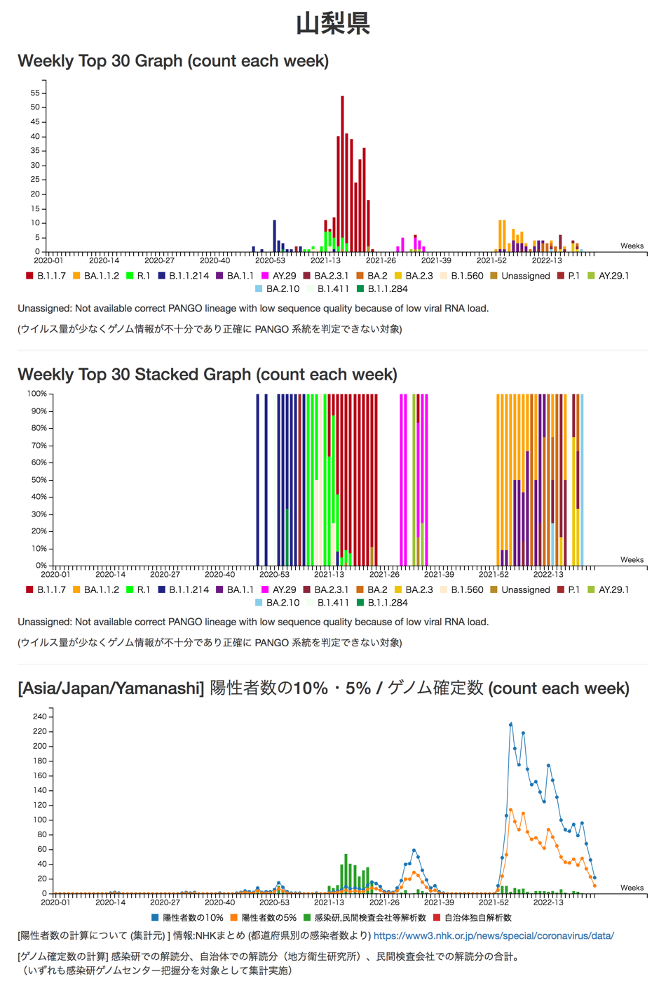 山梨県
Weekly Top 30 Graph (count each week)
55
50
45
40
35
30
25
20
15
10
5
0
Weeks
2020-01 2020-14 2020-27 2020-40 2020-53 2021-13 2021-26 2021-39 2021-52 2022-13
B.1.1.7 BA.1.1.2 R.1 B.1.1.214 BA.1.1 AY.29 BA.2.3.1 BA.2 BA.2.3 B.1.560 Unassigned P.1 AY.29.1
BA.2.10 B.1.411 B.1.1.284
Unassigned: Not available correct PANGO lineage with low sequence quality because of low viral RNA load.
(ウイルス量が少なくゲノム情報が不十分であり正確に PANGO 系統を判定できない対象)
Weekly Top 30 Stacked Graph (count each week)
100%
90%
80%
70%
60%
50%
40%
30%
20%
10%
0%
Weeks
2020-01 2020-14 2020-27 2020-40 2020-53 2021-13 2021-26 2021-39 2021-52 2022-13
B.1.1.7 BA.1.1.2 R.1 B.1.1.214 BA.1.1 AY.29 BA.2.3.1 BA.2 BA.2.3 B.1.560 Unassigned P.1 AY.29.1
BA.2.10 B.1.411 B.1.1.284
Unassigned: Not available correct PANGO lineage with low sequence quality because of low viral RNA load.
(ウイルス量が少なくゲノム情報が不十分であり正確に PANGO 系統を判定できない対象)
[Asia/Japan/Yamanashi] 陽性者数の10%・5% / ゲノム確定数 (count each week)
240
220
200
180
160
140
120
100
80
60
40
20
0
Weeks
2020-01 2020-14 2020-27 2020-40 2020-53 2021-13 2021-26 2021-39 2021-52 2022-13
陽性者数の10% 陽性者数の5% 感染研,民間検査会社等解析数 自治体独自解析数
[陽性者数の計算について (集計元) ] 情報:NHKまとめ (都道府県別の感染者数より) https://www3.nhk.or.jp/news/special/coronavirus/data/
[ゲノム確定数の計算] 感染研での解読分、自治体での解読分（地方衛生研究所）、民間検査会社での解読分の合計。
（いずれも感染研ゲノムセンター把握分を対象として集計実施）